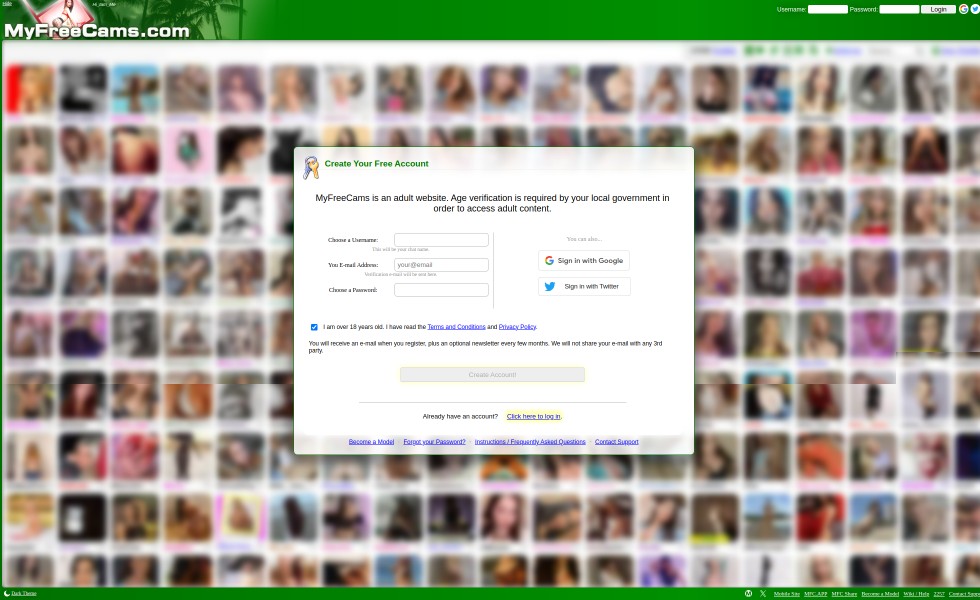 Username: Password: Login
MyFreeCams.com
Create Your Free Account
MyFreeCams is an adult website. Age verification is required by your local government in
order to access adult content.
Choose a Username:
This will be your chat name.
You E-mail Address: your@email
Verification e-mail will be sent here.
Choose a Password:
You can also...
Sign in with Google
Sign in with Twitter
I am over 18 years old. I have read the Terms and Conditions and Privacy Policy.
You will receive an e-mail when you register, plus an optional newsletter every few months. We will not share your e-mail with any 3rd
party.
Create Account!
Already have an account? Click here to log in.
Become a Model - Forgot your Password? - Instructions / Frequently Asked Questions - Contact Support
Dark Theme
Mobile Site MFC.APP MFC Share Become a Model Wiki / Help 2257 Contact